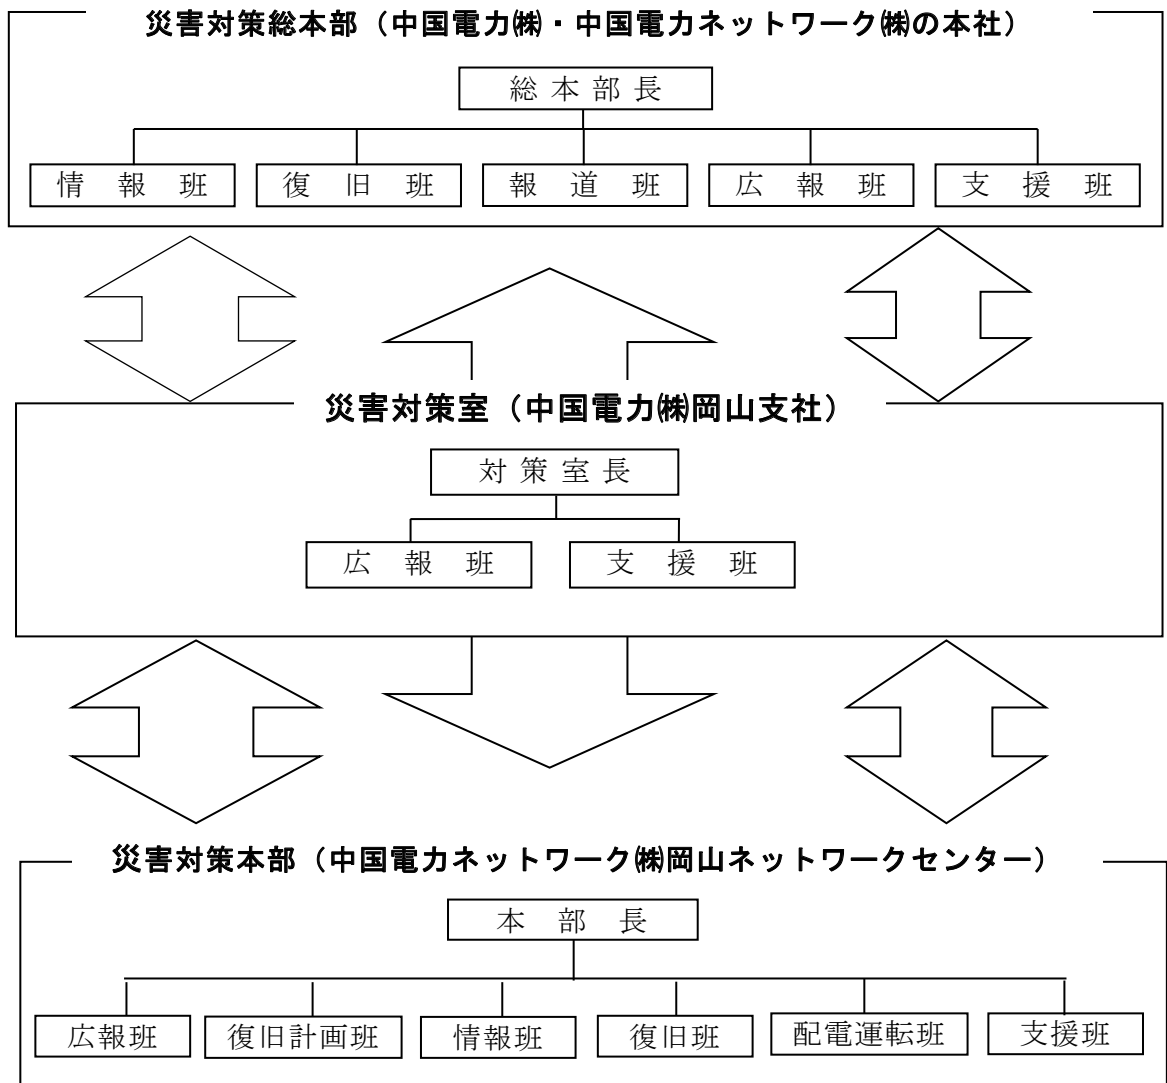 災害対策総本部（中国電力㈱・中国電力ネットワーク㈱の本社）
総本部長
情報班 復旧班 報道班 広報班 支援班
災害対策室（中国電力㈱岡山支社）
対策室長
広報班 支援班
災害対策本部（中国電力ネットワーク㈱岡山ネットワークセンター）
本部長
広報班 復旧計画班 情報班 復旧班 配電運転班 支援班